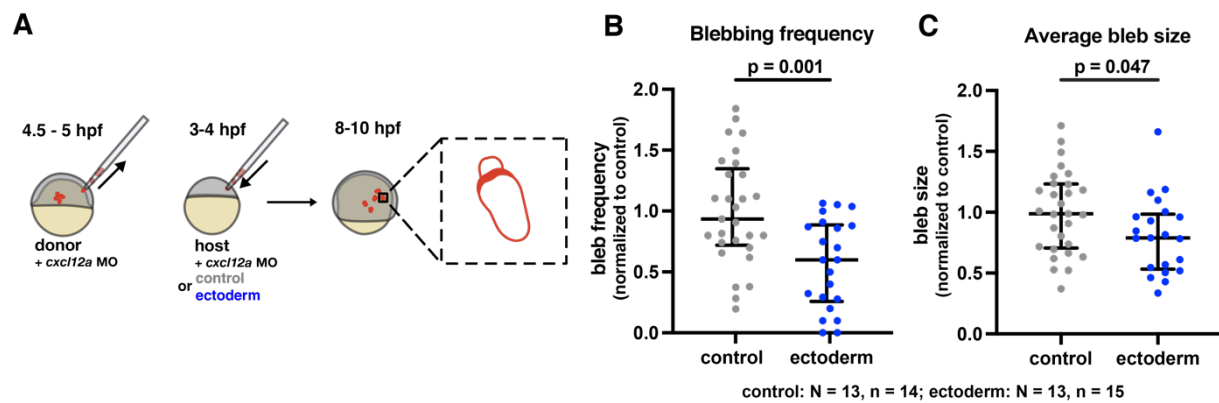 A
4.5 - 5 hpf
3-4 hpf
8-10 hpf
donor
+ cxcl12a MO
host
+ cxcl12a MO
or control
ectoderm
B
Blebbing frequency
p = 0.001
bleb frequency
(normalized to control)
2.0
1.5
1.0
0.5
0.0
control
ectoderm
C
Average bleb size
p = 0.047
bleb size
(normalized to control)
2.0
1.5
1.0
0.5
0.0
control
ectoderm
control: N = 13, n = 14; ectoderm: N = 13, n = 15